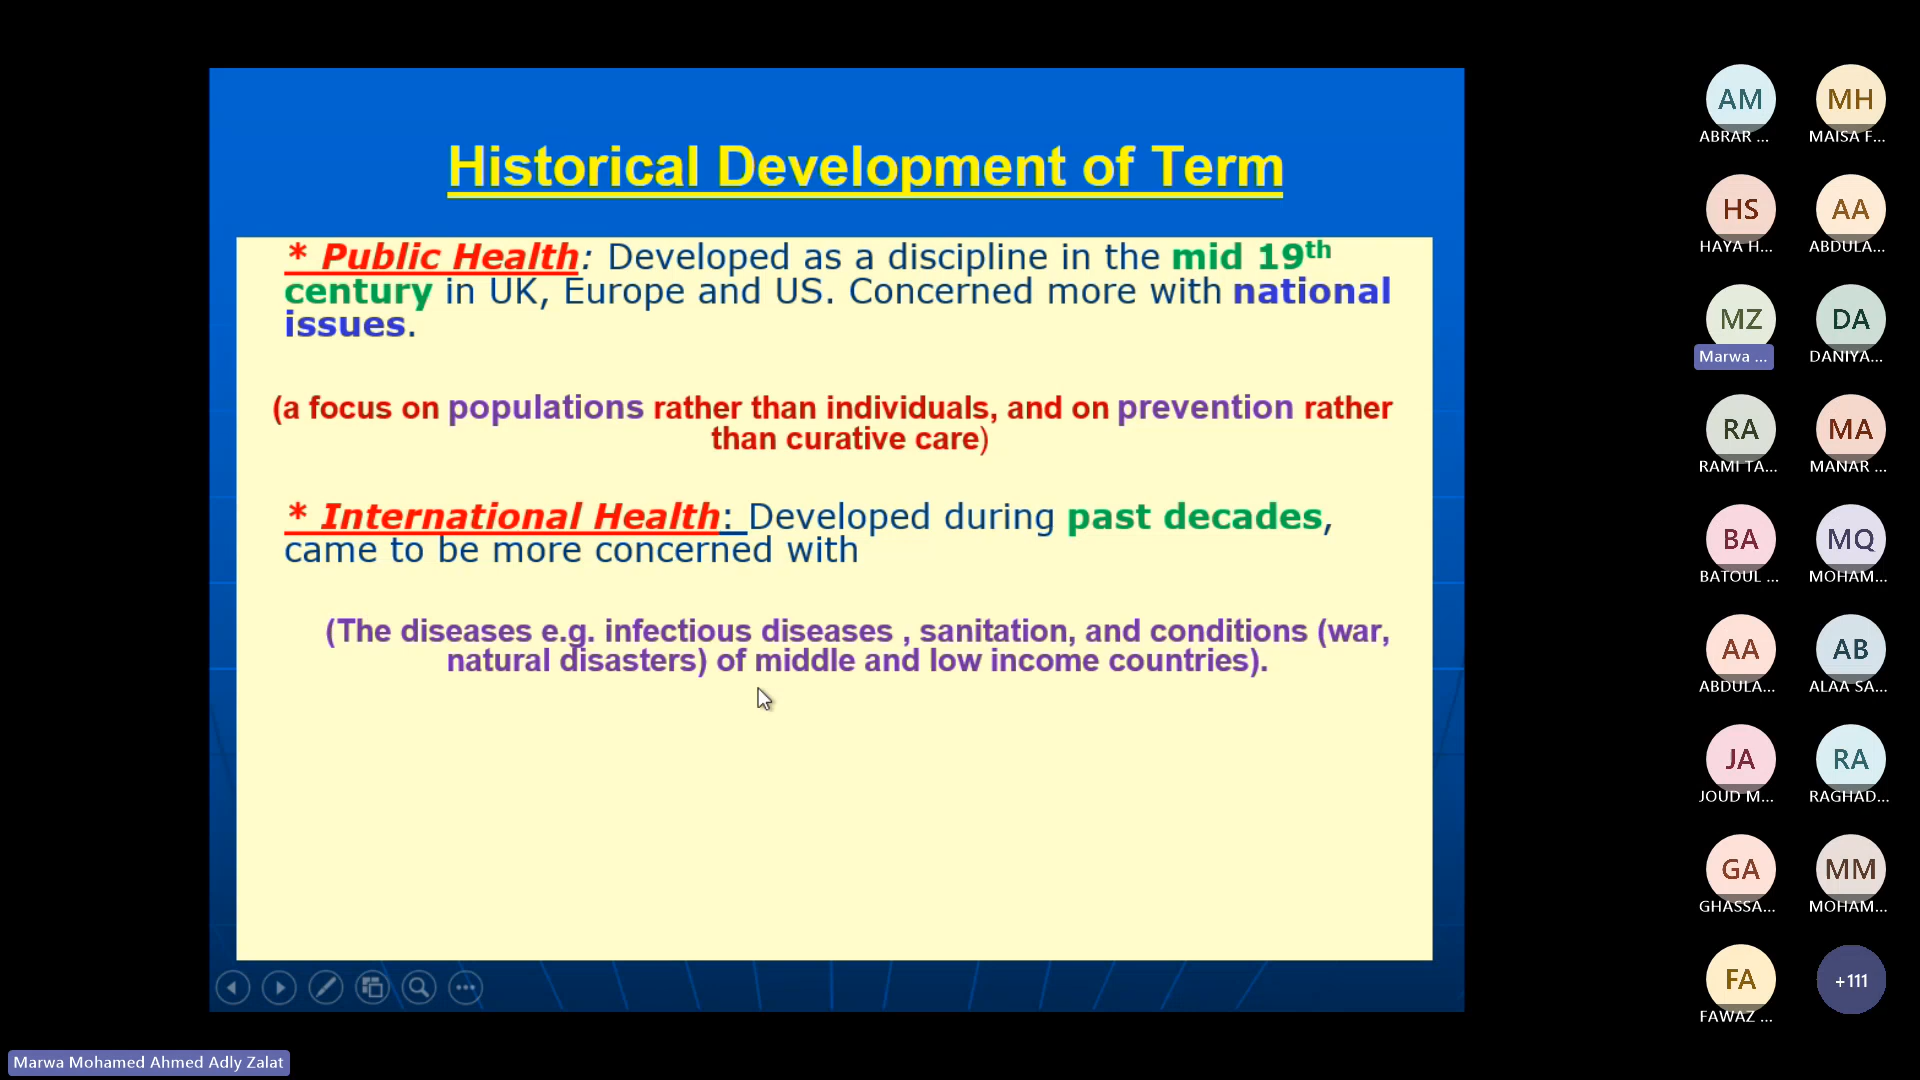 Historical Development of Term
* Public Health: Developed as a discipline in the mid 19th
century in UK, Europe and US. Concerned more with national
issues.
(a focus on populations rather than individuals, and on prevention rather
than curative care)
* International Health: Developed during past decades,
came to be more concerned with
(The diseases e.g. infectious diseases , sanitation, and conditions (war,
natural disasters) of middle and low income countries).
AM
ABRAR ...
MH
MAISA F...
HS
HAYA H...
AA
ABDULA...
MZ
Marwa ...
DA
DANIYA...
RA
RAMI TA...
MA
MANAR ...
BA
BATOUL ...
MQ
MOHAM...
AA
ABDULA...
AB
ALAA SA...
JA
JOUD M...
RA
RAGHAD...
GA
GHASSA...
MM
MOHAM...
FA
FAWAZ ...
+111
Marwa Mohamed Ahmed Adly Zalat